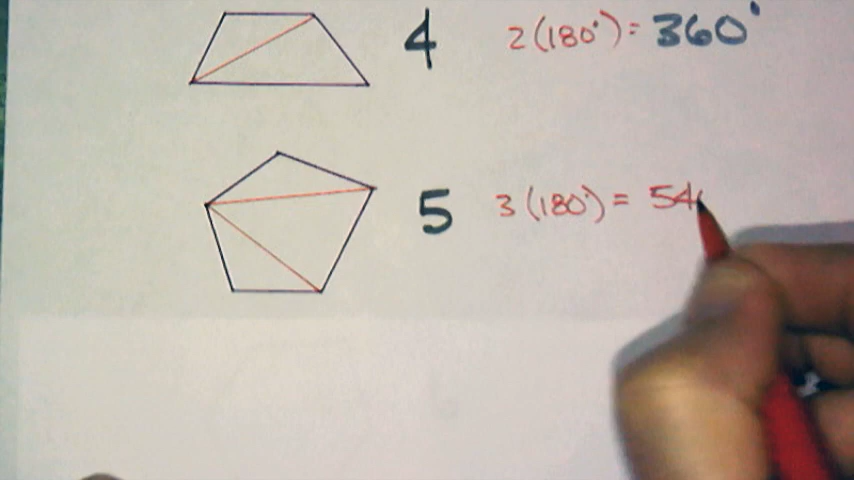 4 2(180°) = 360°
5 3(180°) = 54